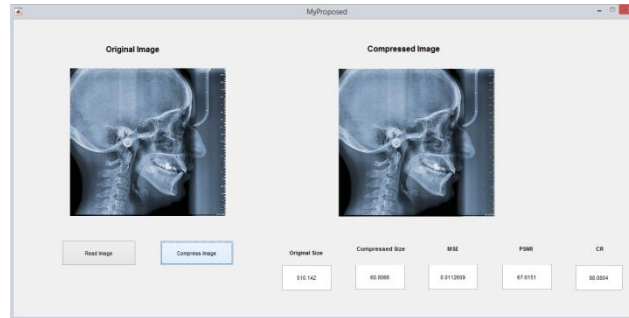 MyProposed
Original Image
Compressed Image
Read Image
Compress Image
Original Size
Compressed Size
MSE
PSNR
CR
510.142
60.8086
0.0112609
67.6151
88.0804